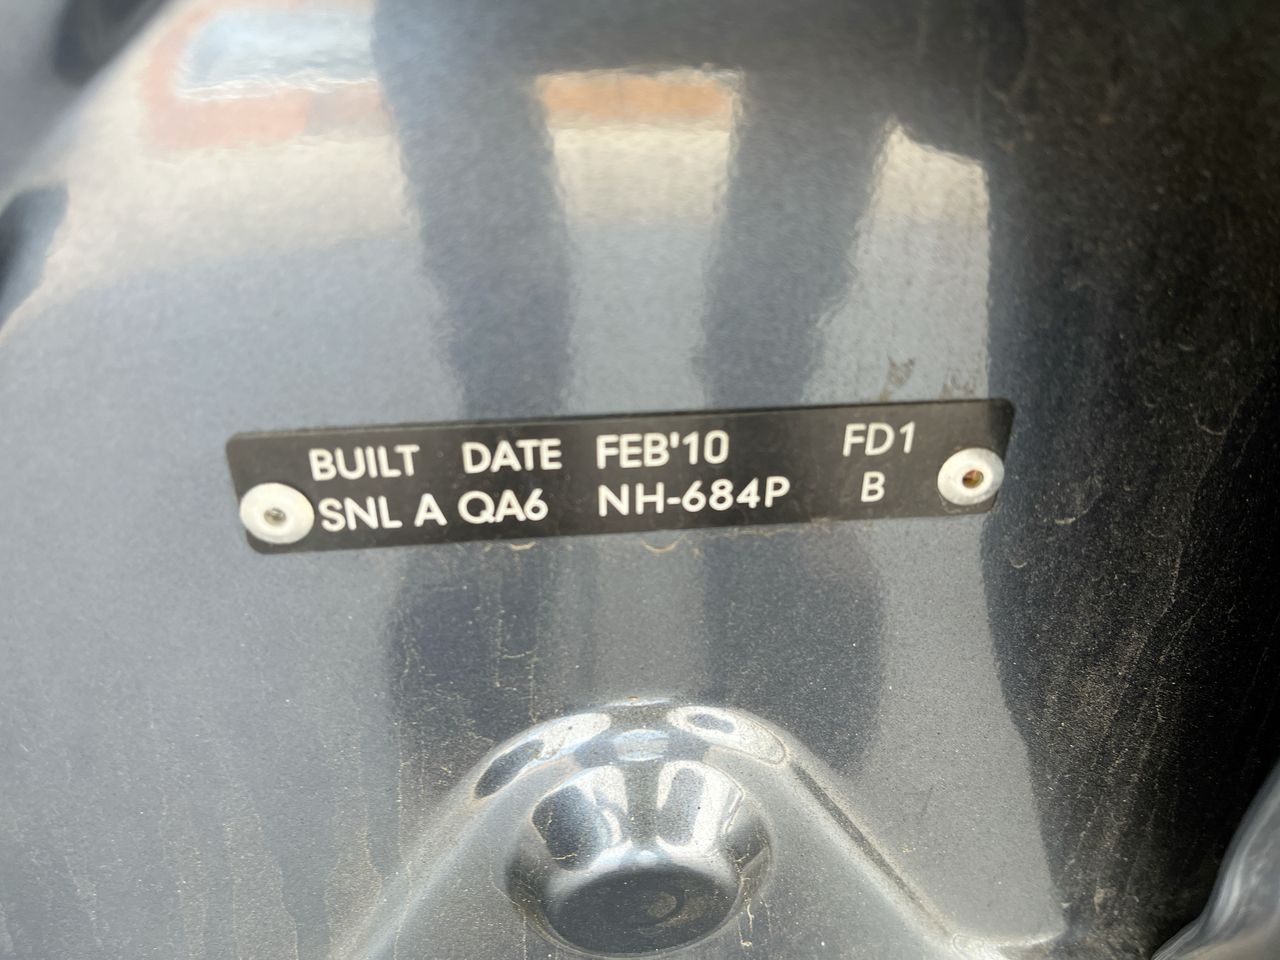 BUILT DATE FEB'10 FD1
SNL A QA6 NH-684P B